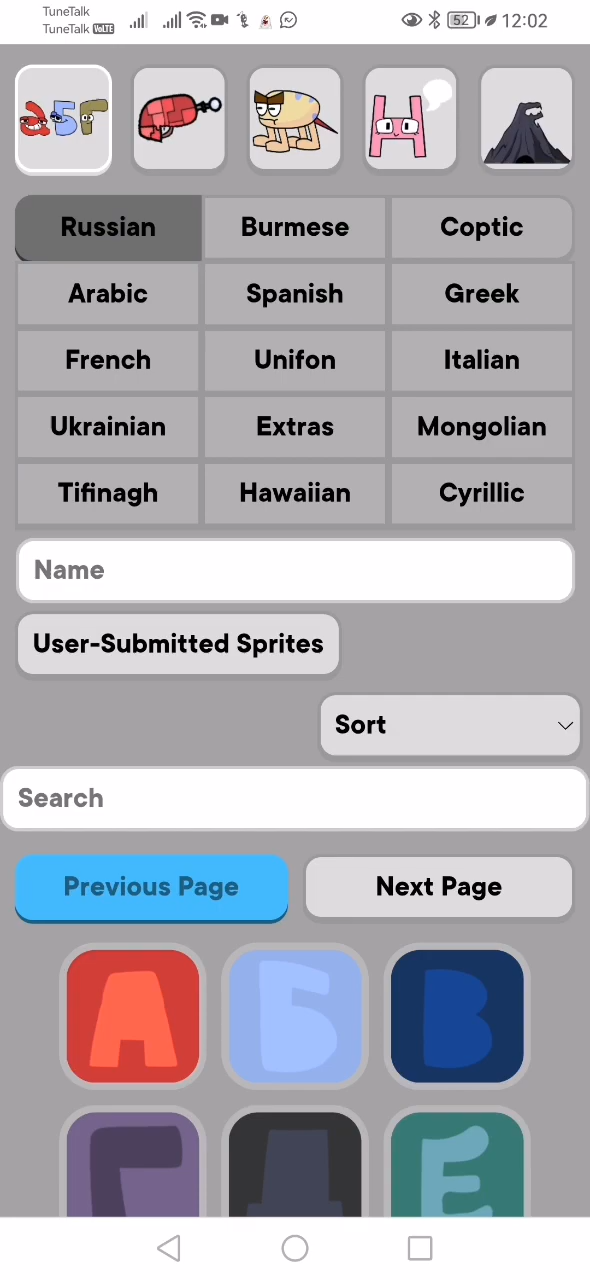 TuneTalk
TuneTalk VoLTE
52 12:02
а Б Г
H
Russian Burmese Coptic
Arabic Spanish Greek
French Unifon Italian
Ukrainian Extras Mongolian
Tifinagh Hawaiian Cyrillic
Name
User-Submitted Sprites
Sort
Search
Previous Page Next Page
А Б В
Г Д Е